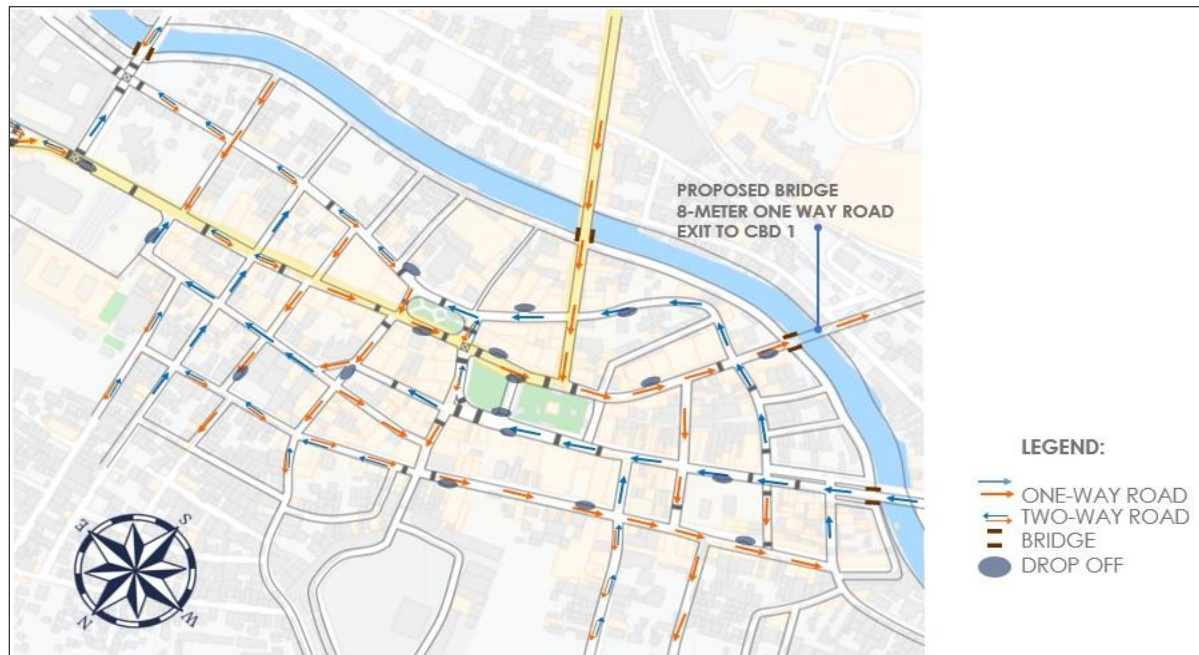 PROPOSED BRIDGE
8-METER ONE WAY ROAD
EXIT TO CBD 1
LEGEND:
ONE-WAY ROAD
TWO-WAY ROAD
BRIDGE
DROP OFF
S
E
W
N